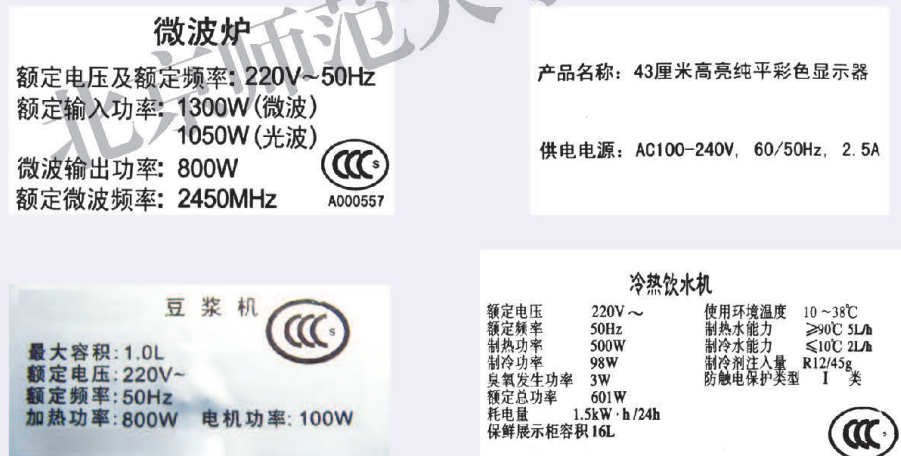 微波炉
额定电压及额定频率: 220V~50Hz
额定输入功率: 1300W(微波)
1050W(光波)
微波输出功率: 800W
额定微波频率: 2450MHz
CCC S
A000557
产品名称: 43厘米高亮纯平彩色显示器
供电电源: AC100-240V, 60/50Hz, 2.5A
豆浆机
CCC S
最大容积:1.0L
额定电压:220V~
额定频率:50Hz
加热功率:800W 电机功率:100W
冷热饮水机
额定电压 220V~ 使用环境温度 10~38℃
额定频率 50Hz 制热水能力 ≥90℃ 5L/h
制热功率 500W 制冷水能力 ≤10℃ 2L/h
制冷功率 98W 制冷剂注入量 R12/45g
臭氧发生功率 3W 防触电保护类型 I 类
额定总功率 601W
耗电量 1.5kW·h/24h
保鲜展示柜容积16L
CCC S
北京师范大